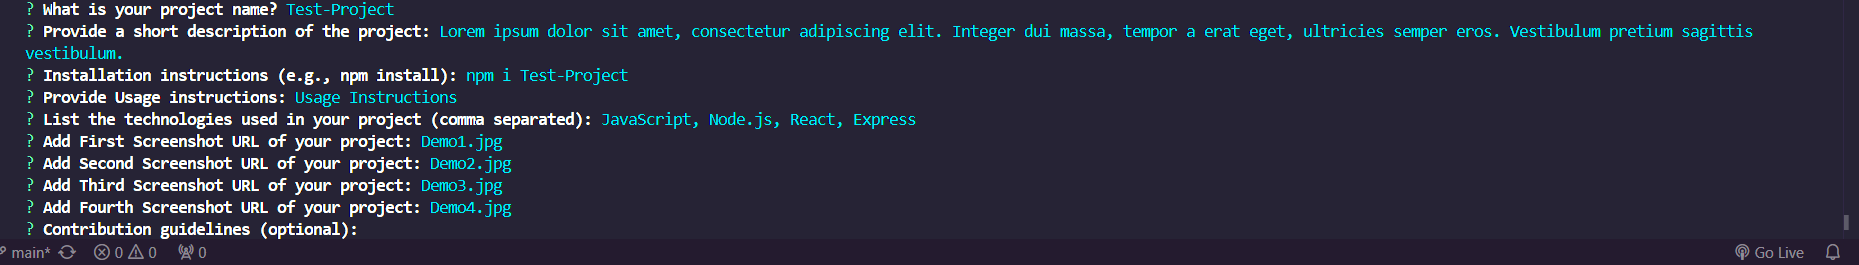 ? What is your project name? Test-Project
? Provide a short description of the project: Lorem ipsum dolor sit amet, consectetur adipiscing elit. Integer dui massa, tempor a erat eget, ultricies semper eros. Vestibulum pretium sagittis
vestibulum.
? Installation instructions (e.g., npm install): npm i Test-Project
? Provide Usage instructions: Usage Instructions
? List the technologies used in your project (comma separated): JavaScript, Node.js, React, Express
? Add First Screenshot URL of your project: Demo1.jpg
? Add Second Screenshot URL of your project: Demo2.jpg
? Add Third Screenshot URL of your project: Demo3.jpg
? Add Fourth Screenshot URL of your project: Demo4.jpg
? Contribution guidelines (optional):
main* 0 0 0 Go Live